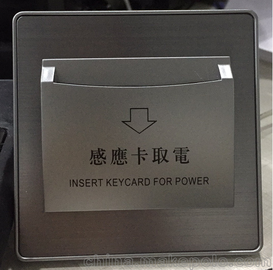 感應卡取電
INSERT KEYCARD FOR POWER